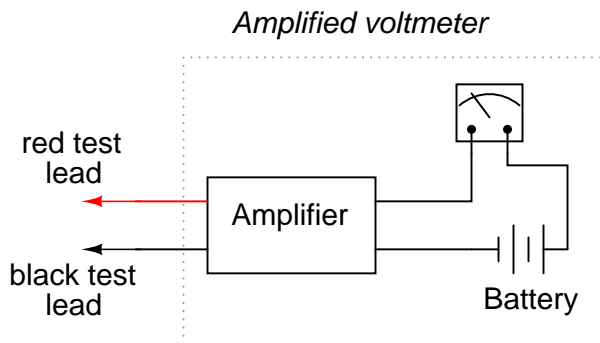 Amplified voltmeter
red test
lead
Amplifier
black test
lead
Battery